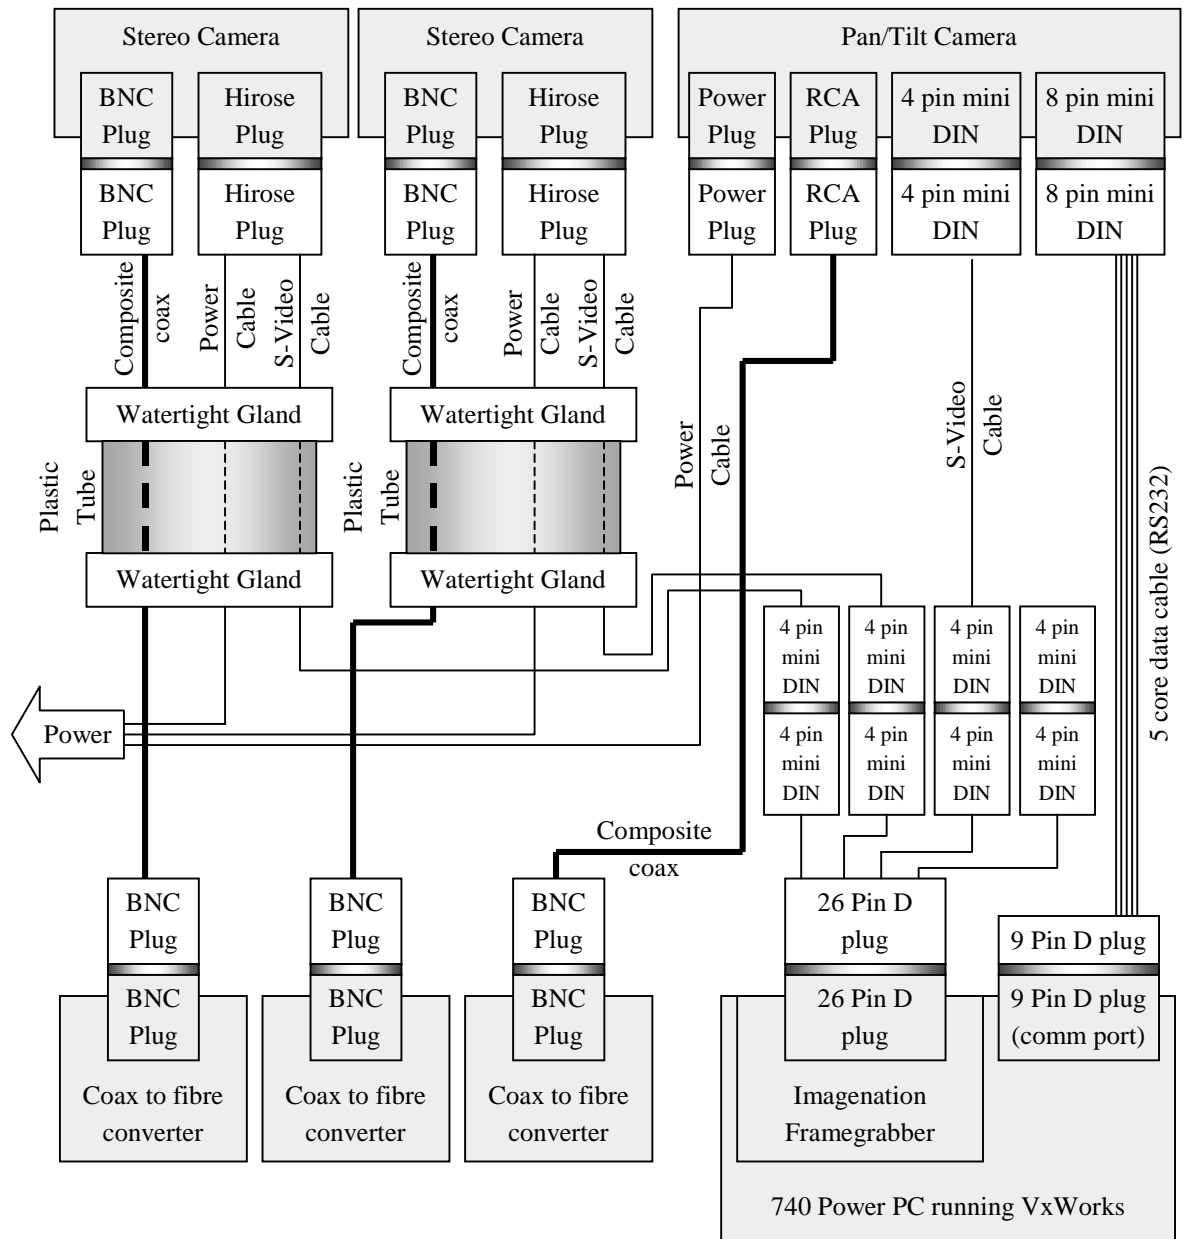 Stereo Camera
Stereo Camera
Pan/Tilt Camera
BNC
Plug
Hirose
Plug
BNC
Plug
Hirose
Plug
Power
Plug
RCA
Plug
4 pin mini
DIN
8 pin mini
DIN
BNC
Plug
Hirose
Plug
BNC
Plug
Hirose
Plug
Power
Plug
RCA
Plug
4 pin mini
DIN
8 pin mini
DIN
Composite
coax
Power
Cable
S-Video
Cable
Composite
coax
Power
Cable
S-Video
Cable
Power
Cable
S-Video
Cable
5 core data cable (RS232)
Watertight Gland
Watertight Gland
Plastic
Tube
Plastic
Tube
Watertight Gland
Watertight Gland
4 pin
mini
DIN
4 pin
mini
DIN
4 pin
mini
DIN
4 pin
mini
DIN
Power
4 pin
mini
DIN
4 pin
mini
DIN
4 pin
mini
DIN
4 pin
mini
DIN
Composite
coax
BNC
Plug
BNC
Plug
BNC
Plug
26 Pin D
plug
9 Pin D plug
BNC
Plug
BNC
Plug
BNC
Plug
26 Pin D
plug
9 Pin D plug
(comm port)
Coax to fibre
converter
Coax to fibre
converter
Coax to fibre
converter
Imagenation
Framegrabber
740 Power PC running VxWorks